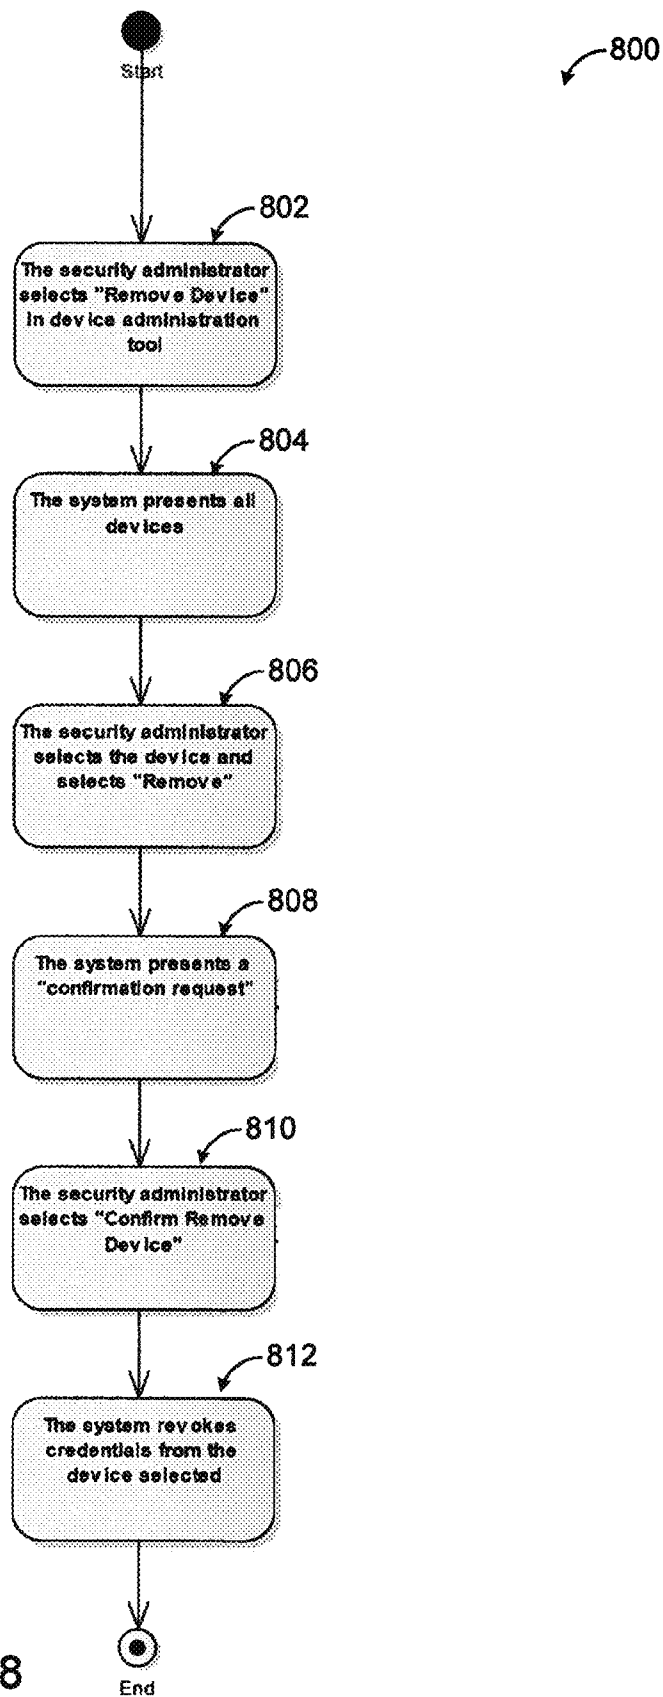 Start
800
802
The security administrator
selects "Remove Device"
in device administration
tool
804
The system presents all
devices
806
The security administrator
selects the device and
selects "Remove"
808
The system presents a
"confirmation request"
810
The security administrator
selects "Confirm Remove
Device"
812
The system revokes
credentials from the
device selected
8
End